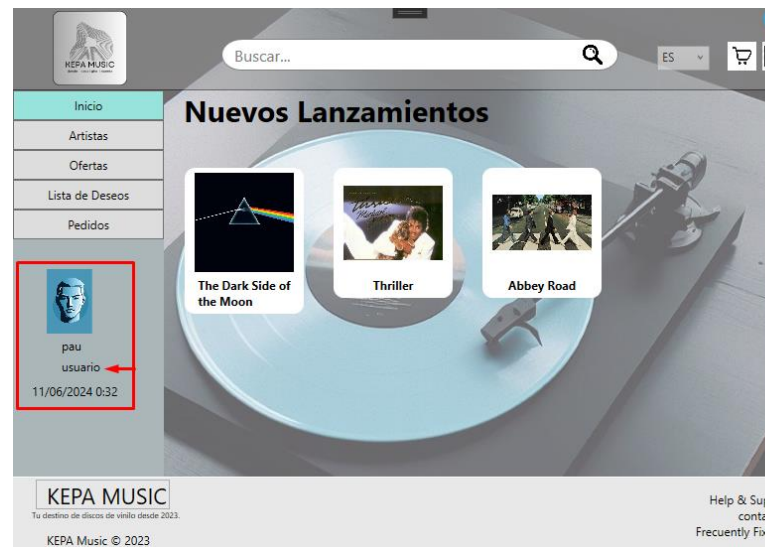 KEPA MUSIC
Buscar...
ES
Inicio
Artistas
Ofertas
Lista de Deseos
Pedidos
Nuevos Lanzamientos
The Dark Side of
the Moon
Thriller
Abbey Road
pau
usuario
11/06/2024 0:32
KEPA MUSIC
Tu destino de discos de vinilo desde 2023.
KEPA Music © 2023
Help & Su
conta
Frecuently Fi